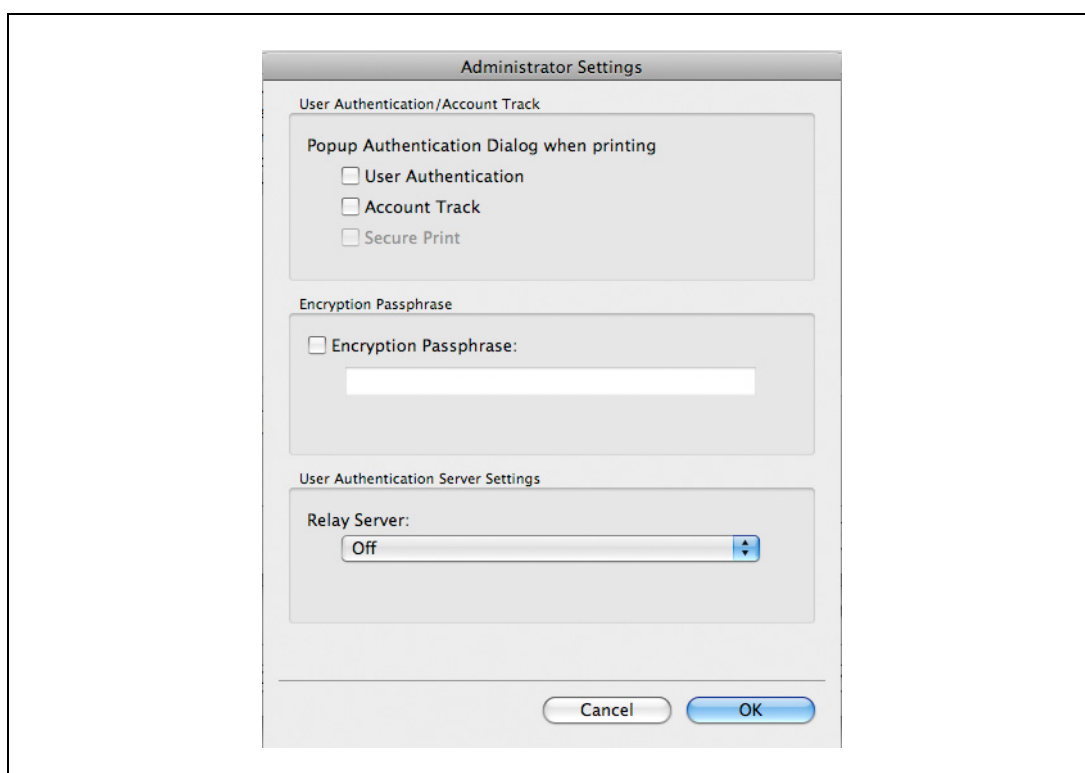 Administrator Settings
User Authentication/Account Track
Popup Authentication Dialog when printing
User Authentication
Account Track
Secure Print
Encryption Passphrase
Encryption Passphrase:
User Authentication Server Settings
Relay Server:
Off
Cancel
OK